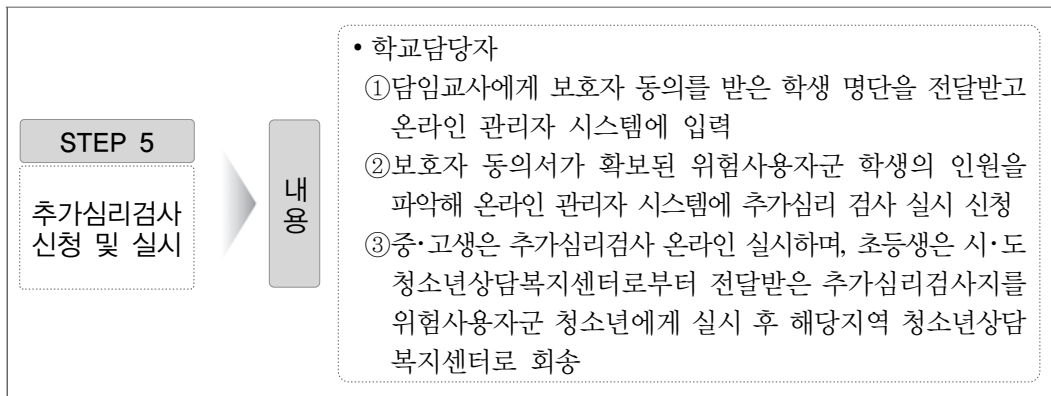 STEP 5
추가심리검사
신청 및 실시
내
용
• 학교담당자
①담임교사에게 보호자 동의를 받은 학생 명단을 전달받고
온라인 관리자 시스템에 입력
②보호자 동의서가 확보된 위험사용자군 학생의 인원을
파악해 온라인 관리자 시스템에 추가심리 검사 실시 신청
③중·고생은 추가심리검사 온라인 실시하며, 초등생은 시·도
청소년상담복지센터로부터 전달받은 추가심리검사지를
위험사용자군 청소년에게 실시 후 해당지역 청소년상담
복지센터로 회송